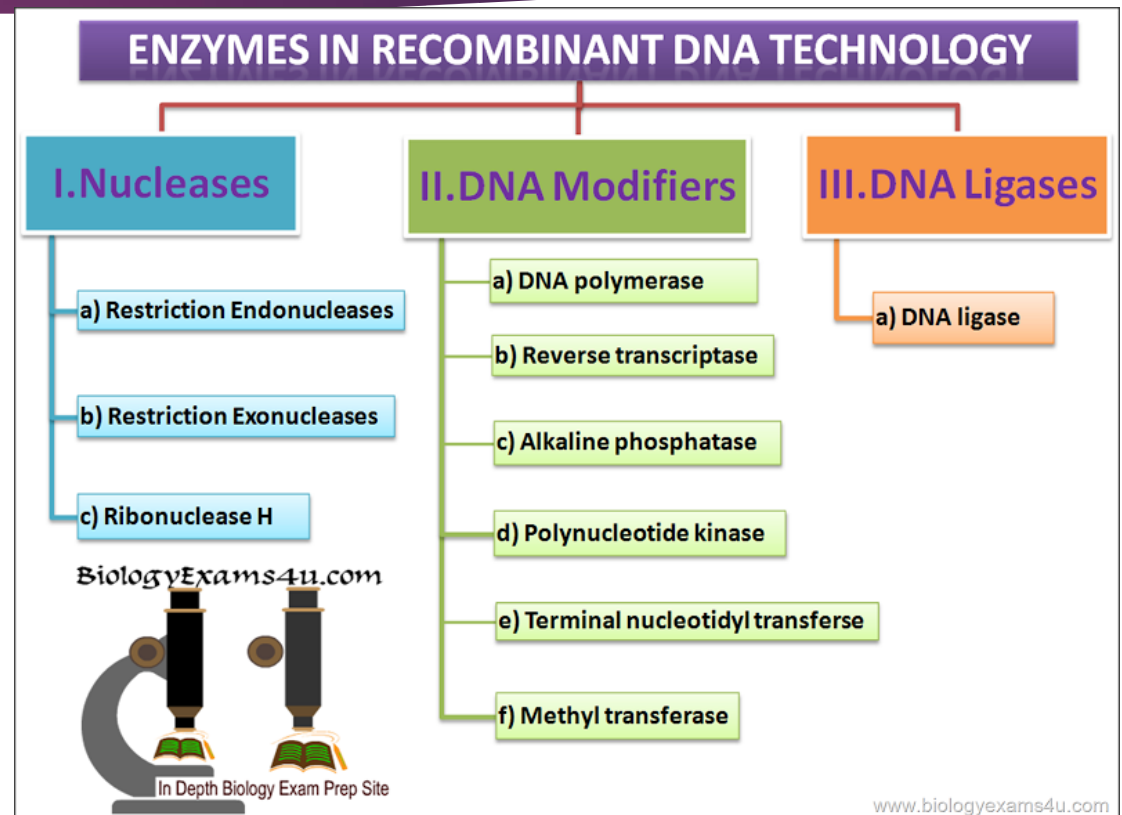 ENZYMES IN RECOMBINANT DNA TECHNOLOGY
I.Nucleases
a) Restriction Endonucleases
b) Restriction Exonucleases
c) Ribonuclease H
II.DNA Modifiers
a) DNA polymerase
b) Reverse transcriptase
c) Alkaline phosphatase
d) Polynucleotide kinase
e) Terminal nucleotidyl transferse
f) Methyl transferase
III.DNA Ligases
a) DNA ligase
BiologyExams4u.com
In Depth Biology Exam Prep Site
www.biologyexams4u.com